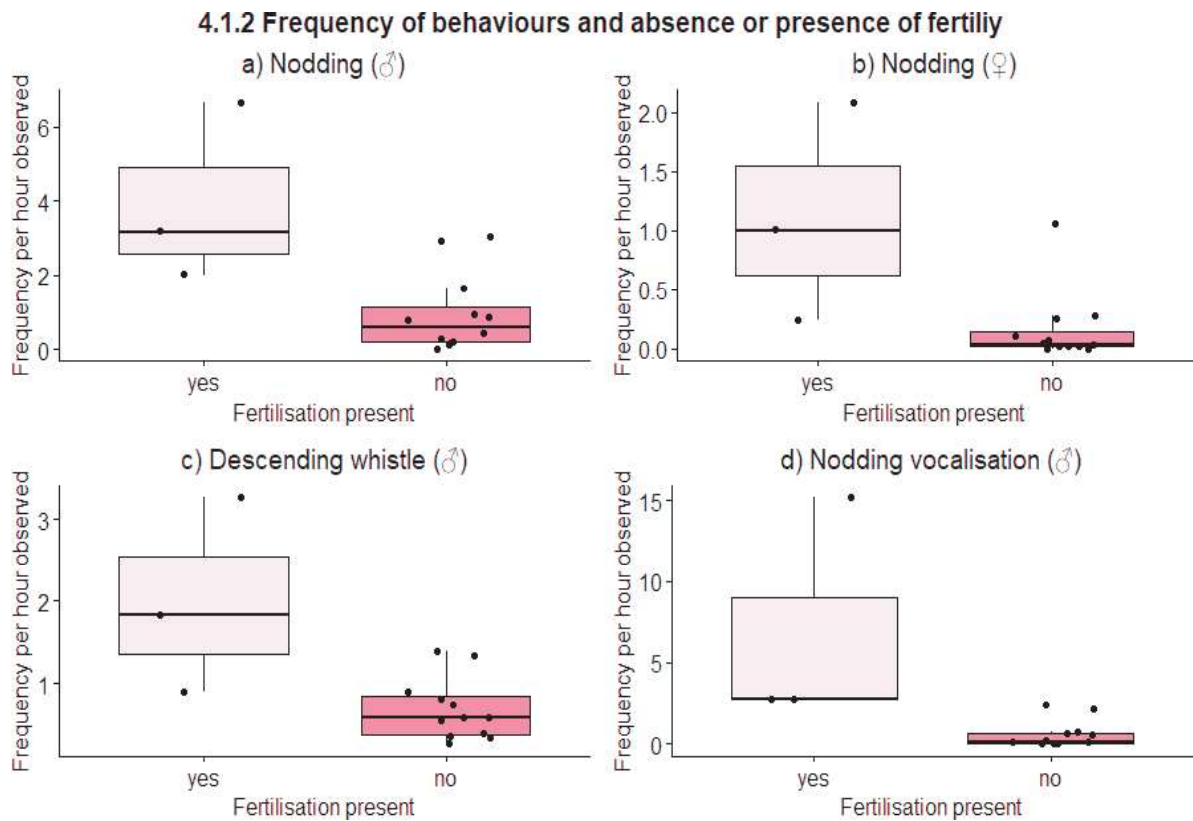 4.1.2 Frequency of behaviours and absence or presence of fertiliy
a) Nodding (♂)
Frequency per hour observed
6
4
2
0
yes
no
Fertilisation present
b) Nodding (♀)
Frequency per hour observed
2.0
1.5
1.0
0.5
0.0
yes
no
Fertilisation present
c) Descending whistle (♂)
Frequency per hour observed
3
2
1
yes
no
Fertilisation present
d) Nodding vocalisation (♂)
Frequency per hour observed
15
10
5
0
yes
no
Fertilisation present